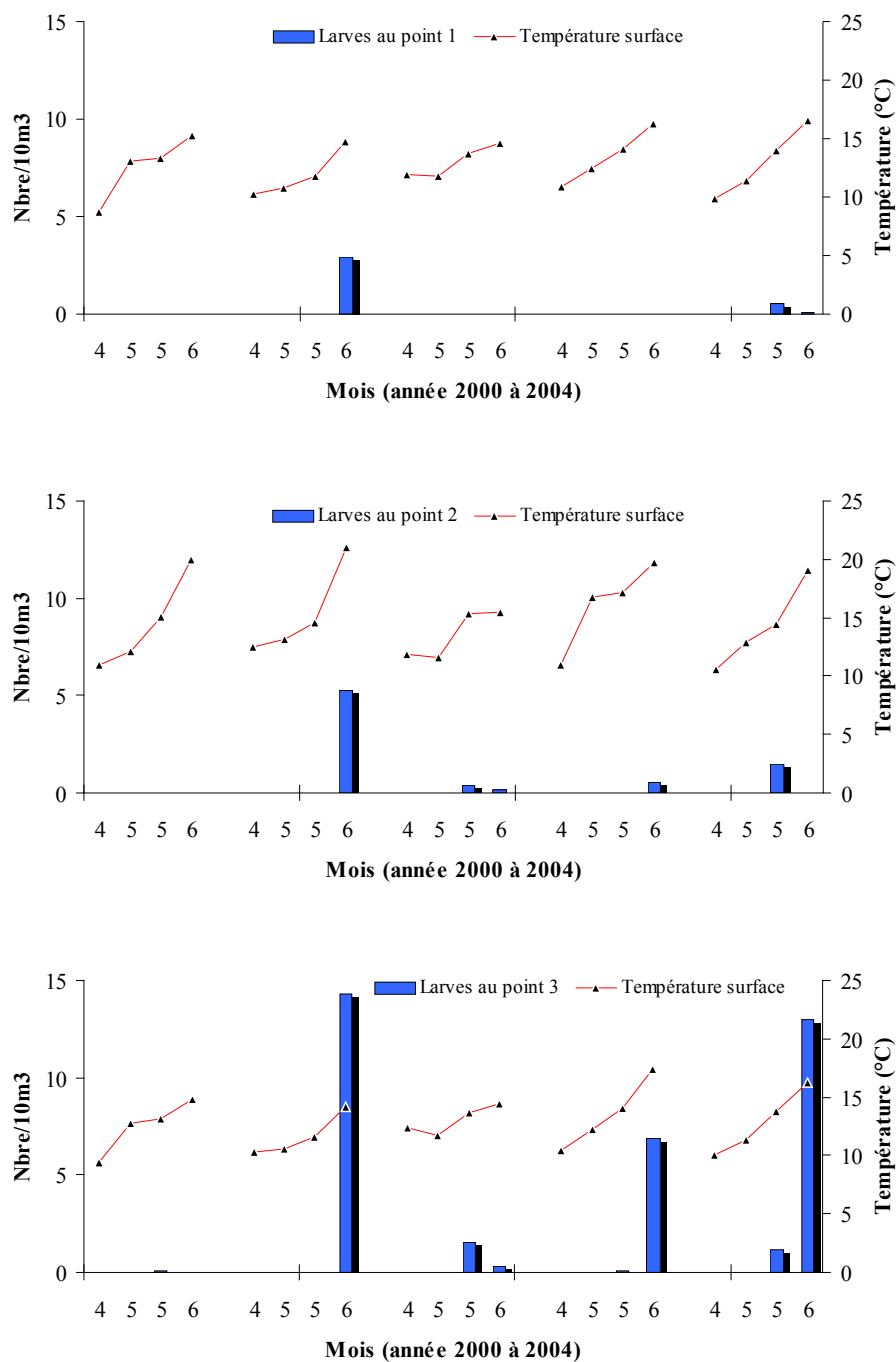 Larves au point 1 Température surface
Nbre/10m3
Température (°C)
15 25
20
10
15
10
5
5
0 0
4 5 5 6 4 5 5 6 4 5 5 6 4 5 5 6 4 5 5 6
Mois (année 2000 à 2004)
Larves au point 2 Température surface
Nbre/10m3
Température (°C)
15 25
20
10
15
10
5
5
0 0
4 5 5 6 4 5 5 6 4 5 5 6 4 5 5 6 4 5 5 6
Mois (année 2000 à 2004)
Larves au point 3 Température surface
Nbre/10m3
Température (°C)
15 25
20
10
15
10
5
5
0 0
4 5 5 6 4 5 5 6 4 5 5 6 4 5 5 6 4 5 5 6
Mois (année 2000 à 2004)